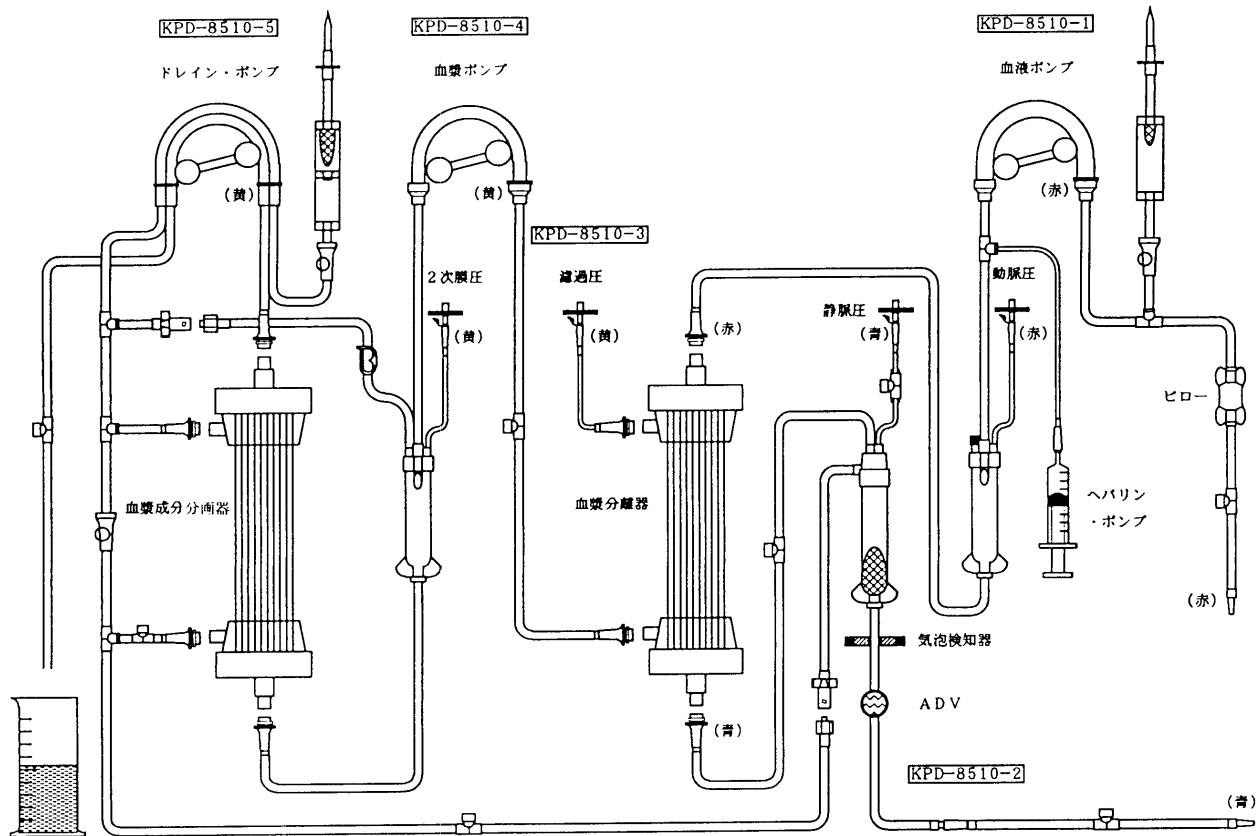 KPD-8510-5
KPD-8510-4
KPD-8510-1
ドレイン・ポンプ
血漿ポンプ
血液ポンプ
(黄)
(黄)
(赤)
KPD-8510-3
2次膜圧
濾過圧
静脈圧
動脈圧
(黄)
(黄)
(赤)
(青)
(赤)
ピロー
血漿成分分画器
血漿分離器
ヘパリン
・ポンプ
(赤)
気泡検知器
ADV
(青)
KPD-8510-2
(青)